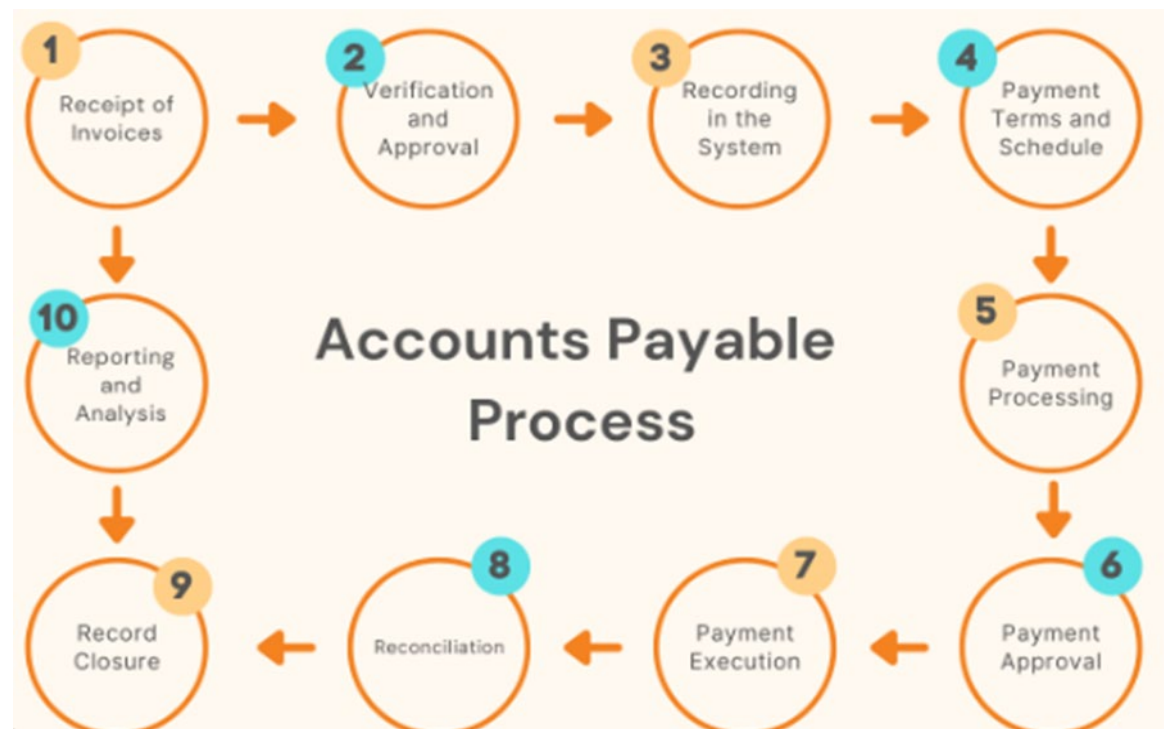 1
Receipt of
Invoices
2
Verification
and
Approval
3
Recording
in the
System
4
Payment
Terms and
Schedule
5
Payment
Processing
6
Payment
Approval
7
Payment
Execution
8
Reconciliation
9
Record
Closure
10
Reporting
and
Analysis
Accounts Payable
Process